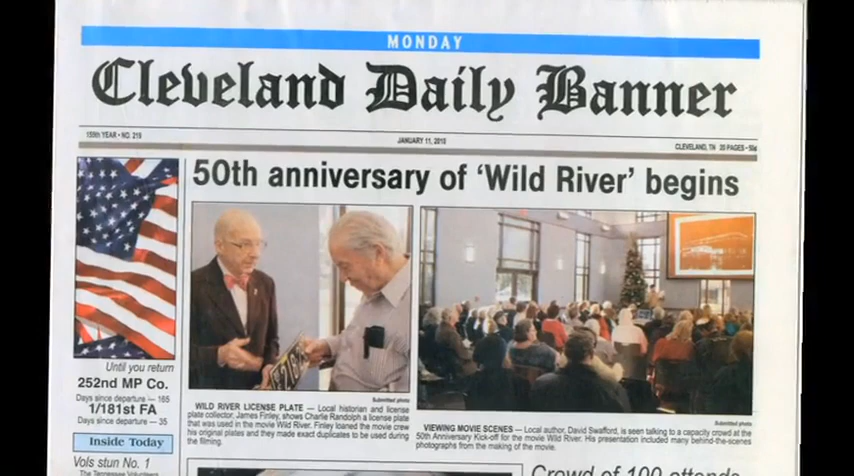 MONDAY
Cleveland Daily Banner
155th YEAR • NO. 219
JANUARY 11, 2010
CLEVELAND, TN 20 PAGES • 50¢
50th anniversary of ‘Wild River’ begins
Until you return
252nd MP Co.
Days since departure — 165
1/181st FA
Days since departure — 35
Inside Today
Vols stun No. 1
The Tennessee Volunteers
Submitted photo
WILD RIVER LICENSE PLATE — Local historian and license
plate collector, James Finley, shows Charlie Randolph a license plate
that was used in the movie Wild River. Finley loaned the movie crew
his original plates and they made exact duplicates to be used during
the filming.
Submitted photo
VIEWING MOVIE SCENES — Local author, David Swafford, is seen talking to a capacity crowd at the
50th Anniversary Kick-off for the movie Wild River. His presentation included many behind-the-scenes
photographs from the making of the movie.
Crowd of 100 attends